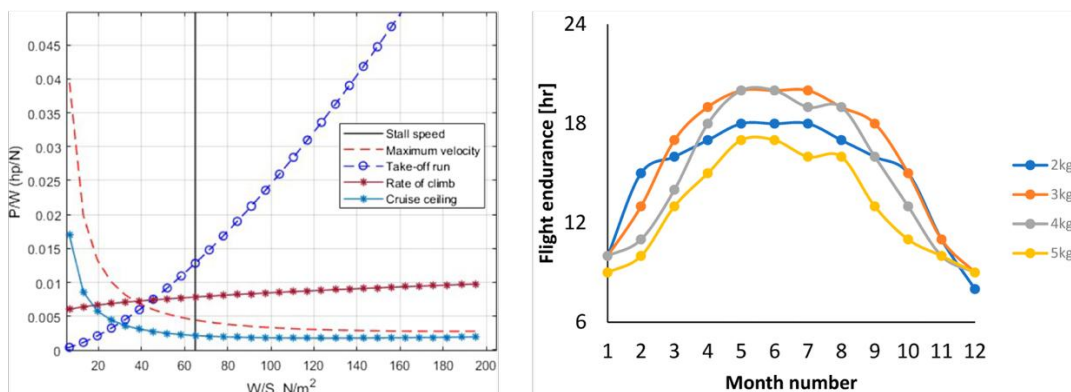 0.045
0.04
0.035
0.03
0.025
0.02
0.015
0.01
0.005
0
P/W (hp/N)
Stall speed
Maximum velocity
Take-off run
Rate of climb
Cruise ceiling
20 40 60 80 100 120 140 160 180 200
W/S, N/m²
24
18
12
6
Flight endurance [hr]
1 2 3 4 5 6 7 8 9 10 11 12
Month number
2kg
3kg
4kg
5kg